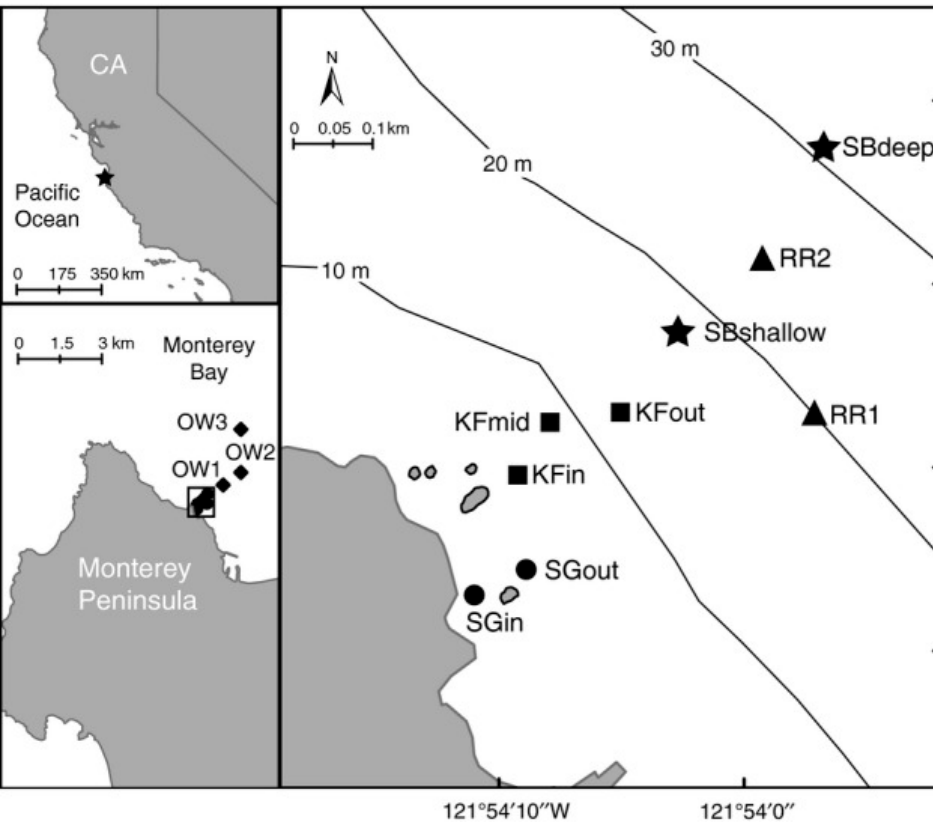 CA
Pacific
Ocean
0 175 350 km
0 1.5 3 km
Monterey
Bay
OW3
OW2
OW1
Monterey
Peninsula
N
0 0.05 0.1 km
30 m
20 m
10 m
SBdeep
RR2
SBshallow
KFmid
KFout
RR1
KFin
SGout
SGin
121°54′10″W
121°54′0″